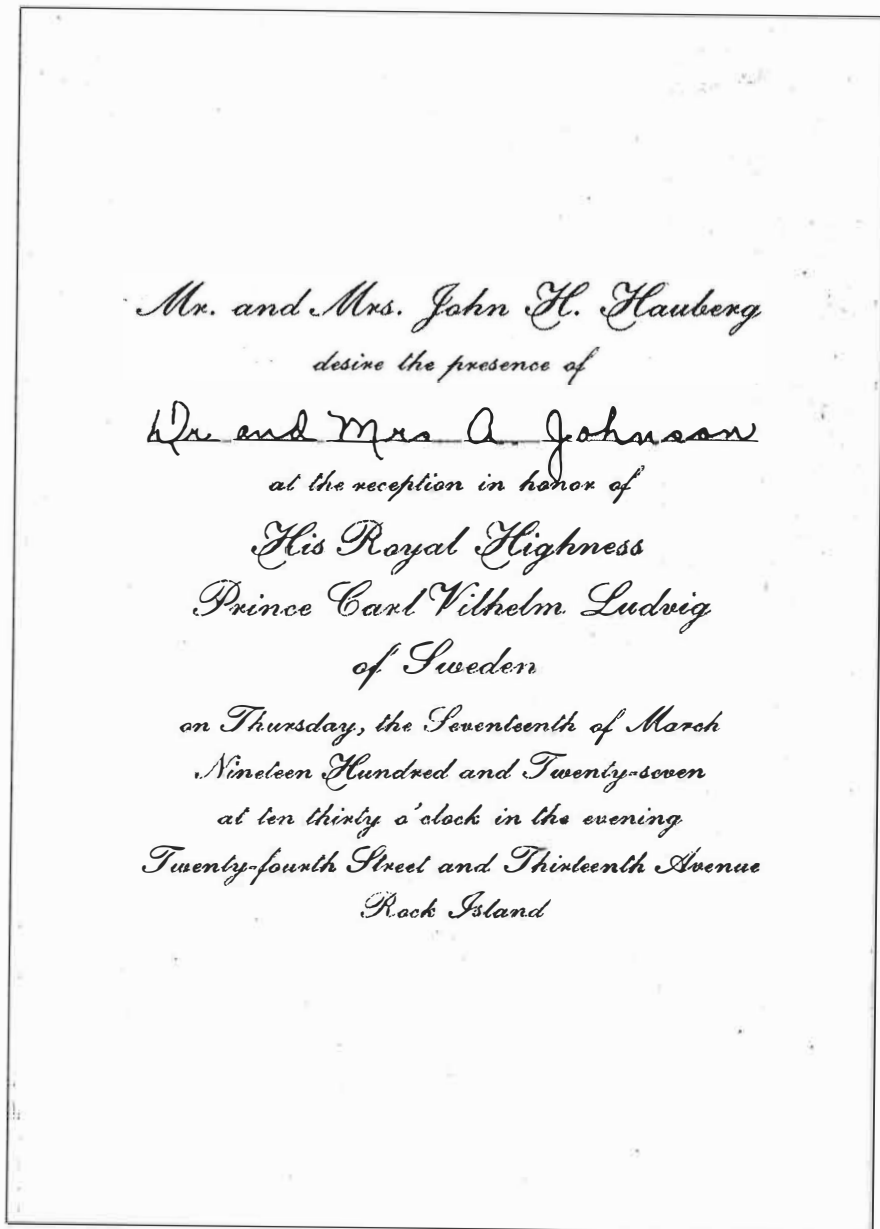 Mr. and Mrs. John H. Hauberg
desire the presence of
Dr. and Mrs A. Johnson
at the reception in honor of
His Royal Highness
Prince Carl Vilhelm Ludvig
of Sweden
on Thursday, the Seventeenth of March
Nineteen Hundred and Twenty-seven
at ten thirty o'clock in the evening
Twenty-fourth Street and Thirteenth Avenue
Rock Island